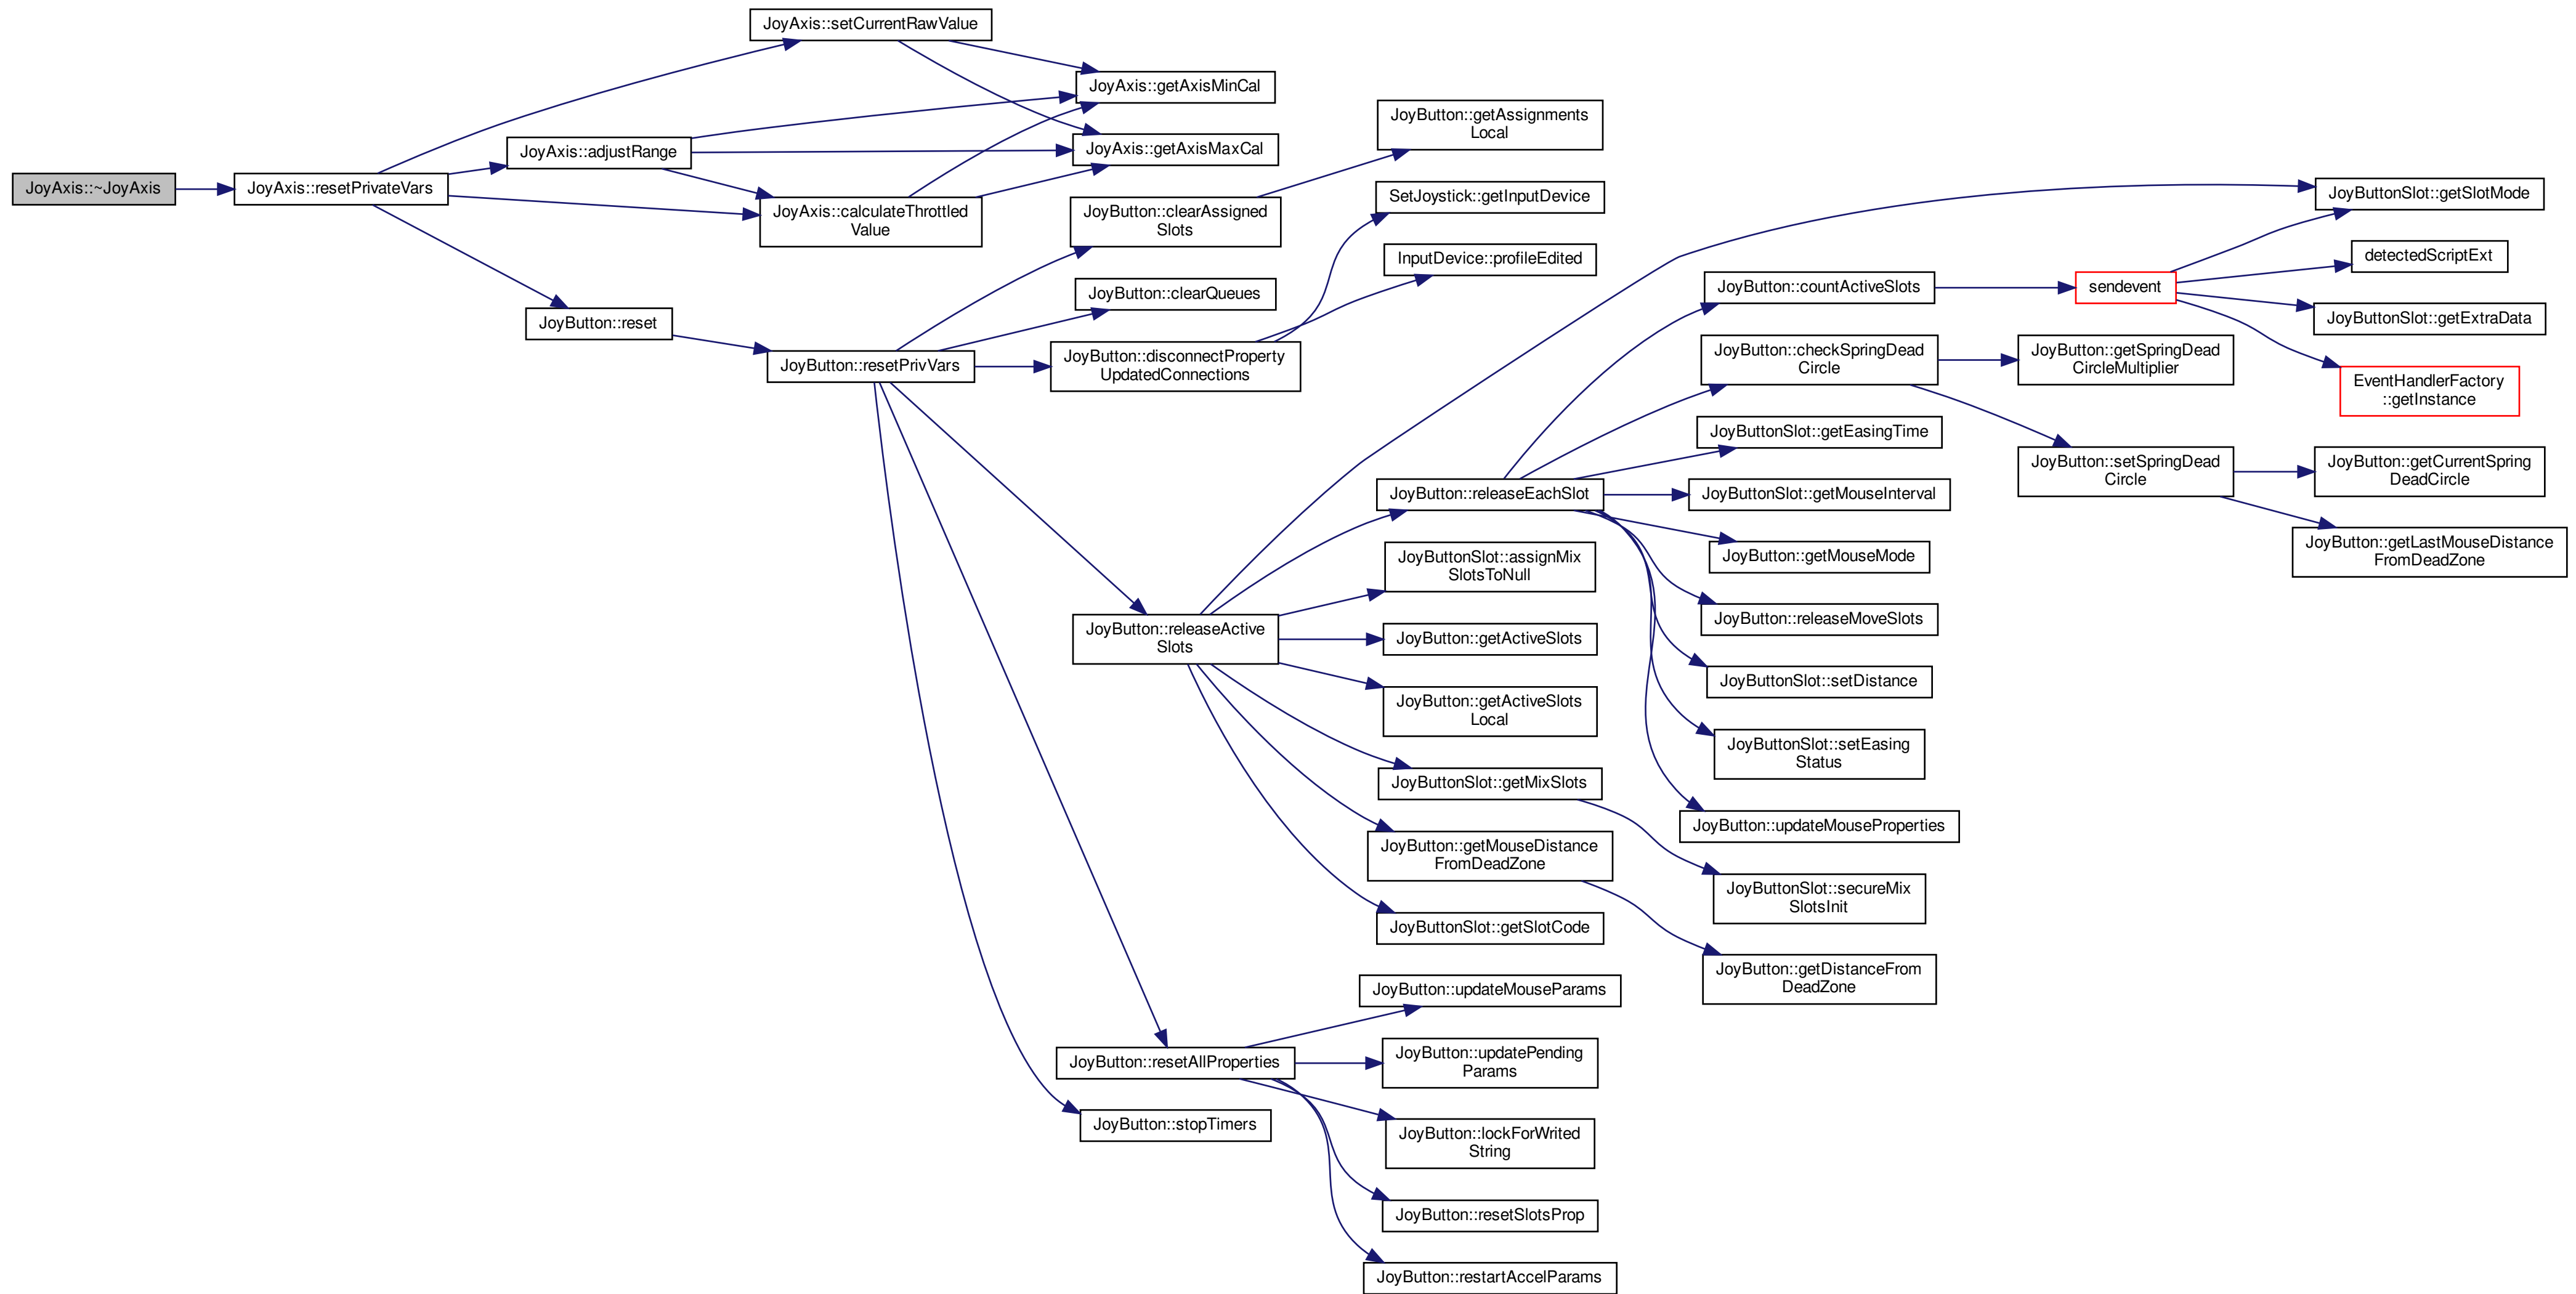 JoyAxis::~JoyAxis
JoyAxis::resetPrivateVars
JoyAxis::setCurrentRawValue
JoyAxis::adjustRange
JoyAxis::calculateThrottled
Value
JoyAxis::getAxisMinCal
JoyAxis::getAxisMaxCal
JoyButton::reset
JoyButton::resetPrivVars
JoyButton::clearAssigned
Slots
JoyButton::clearQueues
JoyButton::disconnectProperty
UpdatedConnections
JoyButton::releaseActive
Slots
JoyButton::resetAllProperties
JoyButton::stopTimers
JoyButton::getAssignments
Local
SetJoystick::getInputDevice
InputDevice::profileEdited
JoyButton::releaseEachSlot
JoyButtonSlot::assignMix
SlotsToNull
JoyButton::getActiveSlots
JoyButton::getActiveSlots
Local
JoyButtonSlot::getMixSlots
JoyButton::getMouseDistance
FromDeadZone
JoyButtonSlot::getSlotCode
JoyButton::updateMouseParams
JoyButton::updatePending
Params
JoyButton::lockForWrited
String
JoyButton::resetSlotsProp
JoyButton::restartAccelParams
JoyButton::countActiveSlots
JoyButton::checkSpringDead
Circle
JoyButtonSlot::getEasingTime
JoyButtonSlot::getMouseInterval
JoyButton::getMouseMode
JoyButton::releaseMoveSlots
JoyButtonSlot::setDistance
JoyButtonSlot::setEasing
Status
JoyButton::updateMouseProperties
JoyButtonSlot::secureMix
SlotsInit
JoyButton::getDistanceFrom
DeadZone
sendevent
JoyButton::getSpringDead
CircleMultiplier
JoyButton::setSpringDead
Circle
JoyButtonSlot::getSlotMode
detectedScriptExt
JoyButtonSlot::getExtraData
EventHandlerFactory
::getInstance
JoyButton::getCurrentSpring
DeadCircle
JoyButton::getLastMouseDistance
FromDeadZone